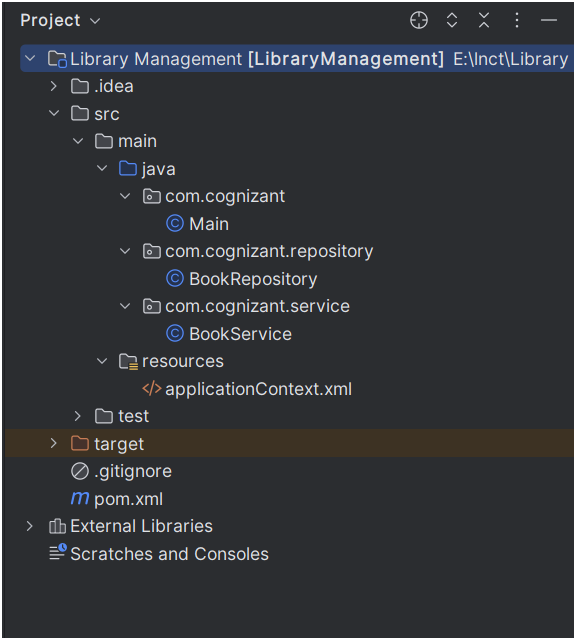 Project
Library Management [LibraryManagement] E:\Inct\Library
.idea
src
main
java
com.cognizant
Main
com.cognizant.repository
BookRepository
com.cognizant.service
BookService
resources
applicationContext.xml
test
target
.gitignore
pom.xml
External Libraries
Scratches and Consoles